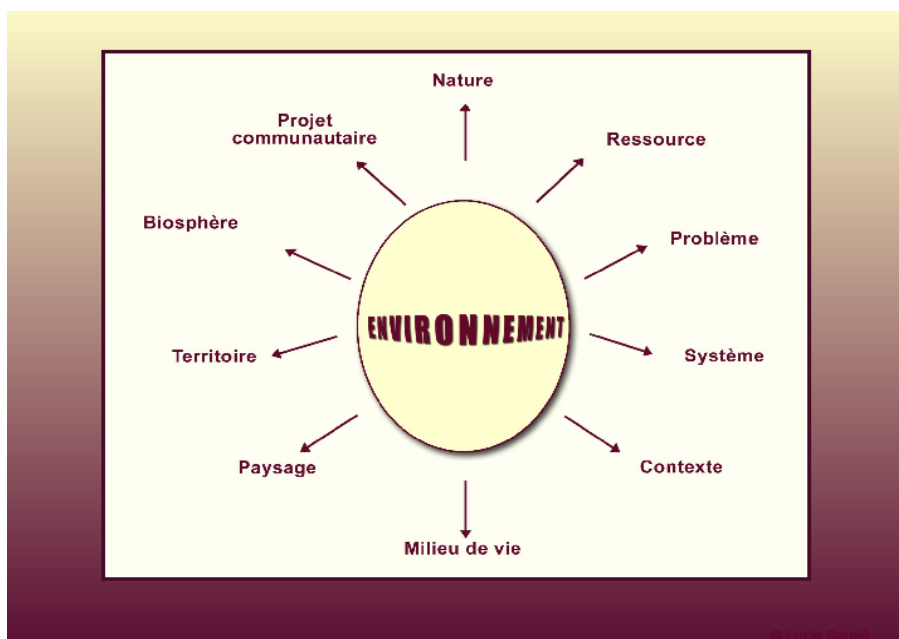 Nature
Projet
communautaire
Ressource
Biosphère
Problème
ENVIRONNEMENT
Territoire
Système
Paysage
Contexte
Milieu de vie